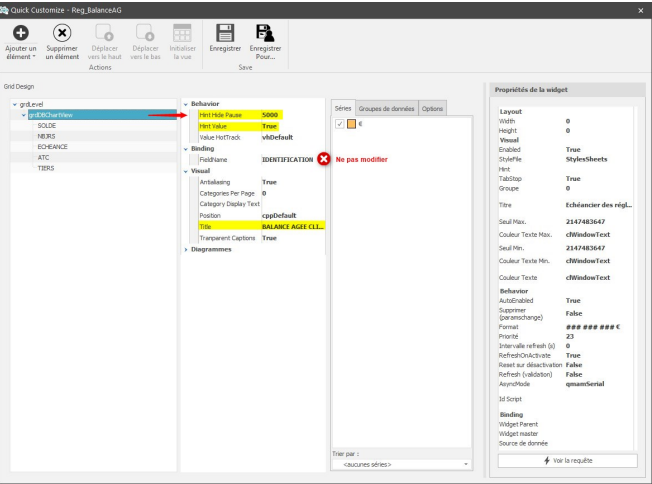 Quick Customize - Reg_BalanceAG
Ajouter un élément
Supprimer un élément
Déplacer vers le haut
Déplacer vers le bas
Initialiser la vue
Enregistrer
Enregistrer Pour...
Actions
Save
Grid Design
grdLevel
grdDBChartView
SOLDE
NBJRS
ECHEANCE
ATC
TIERS
Behavior
Hint Hide Pause 5000
Hint Value True
Value HotTrack vhDefault
Binding
FieldName IDENTIFICATION
Visual
Antialiasing True
Categories Per Page 0
Category Display Text
Position cppDefault
Title BALANCE AGEE CLI...
Tranparent Captions True
Diagrammes
Séries Groupes de données Options
€
Ne pas modifier
Trier par :
<aucunes séries>
Propriétés de la widget
Layout
Width 0
Height 0
Visual
Enabled True
StyleFile StylesSheets
Hint
TabStop True
Groupe 0
Titre Echéancier des régl...
Seuil Max. 2147483647
Couleur Texte Max. clWindowText
Seuil Min. 2147483647
Couleur Texte Min. clWindowText
Couleur Texte clWindowText
Behavior
AutoEnabled True
Supprimer (paramschange) False
Format ### ### ### €
Priorité 23
Intervalle refresh (s) 0
RefreshOnActivate True
Reset sur désactivation False
Refresh (validation) False
AsyncMode qmamSerial
Id Script
Binding
Widget Parent
Widget master
Source de donnée
Voir la requête